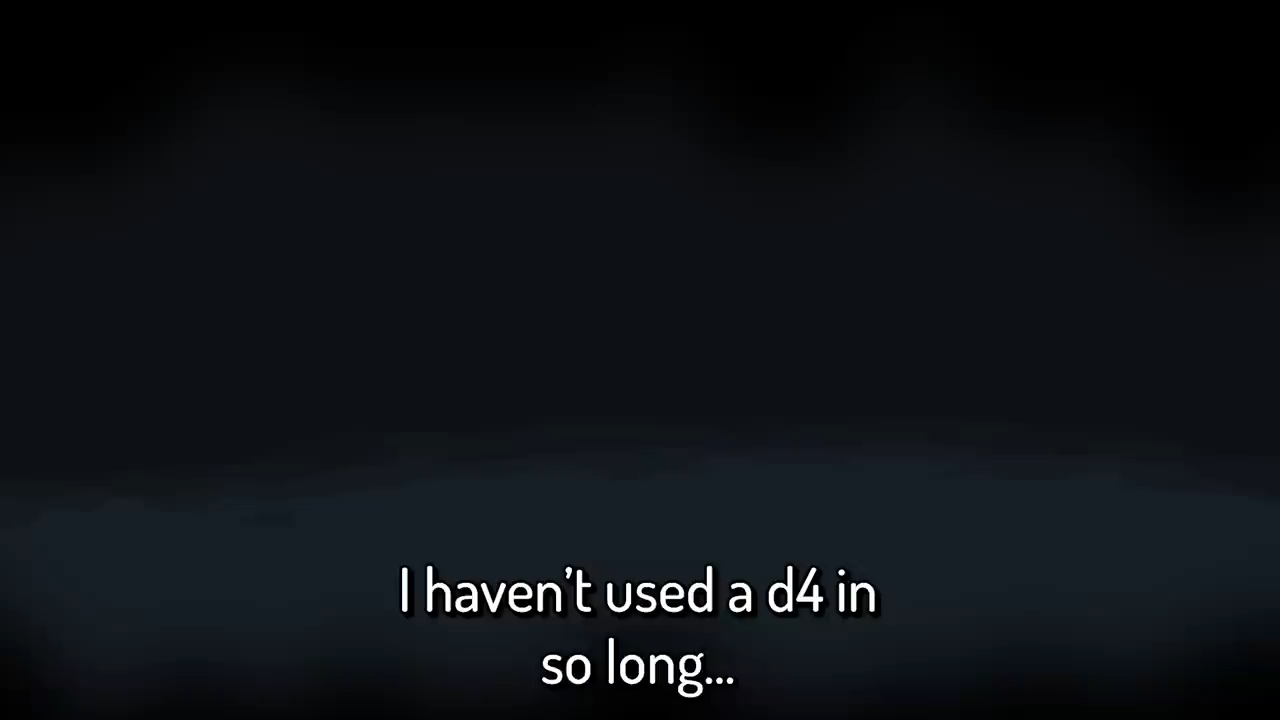 I haven’t used a d4 in
so long...